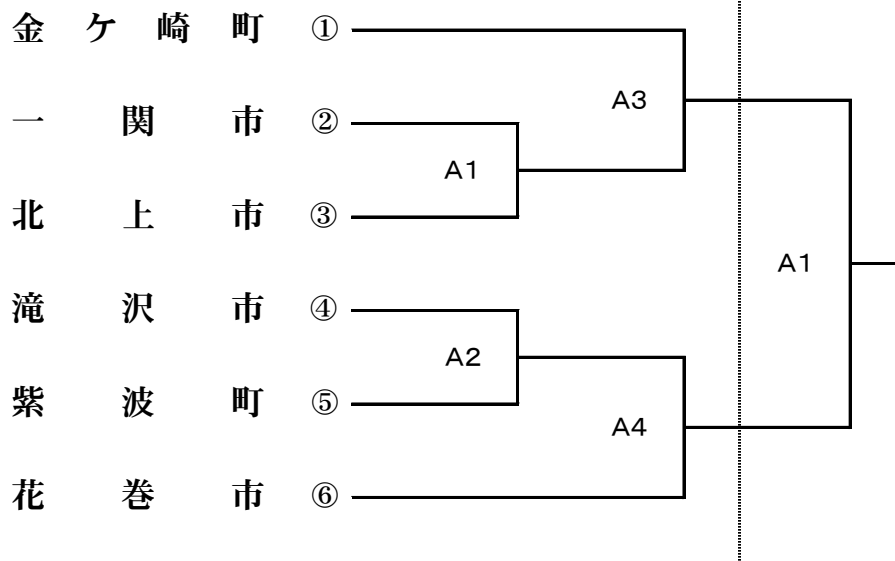 金ケ崎町 ①
A3
一関市 ②
A1
北上市 ③
A1
滝沢市 ④
A2
紫波町 ⑤
A4
花巻市 ⑥